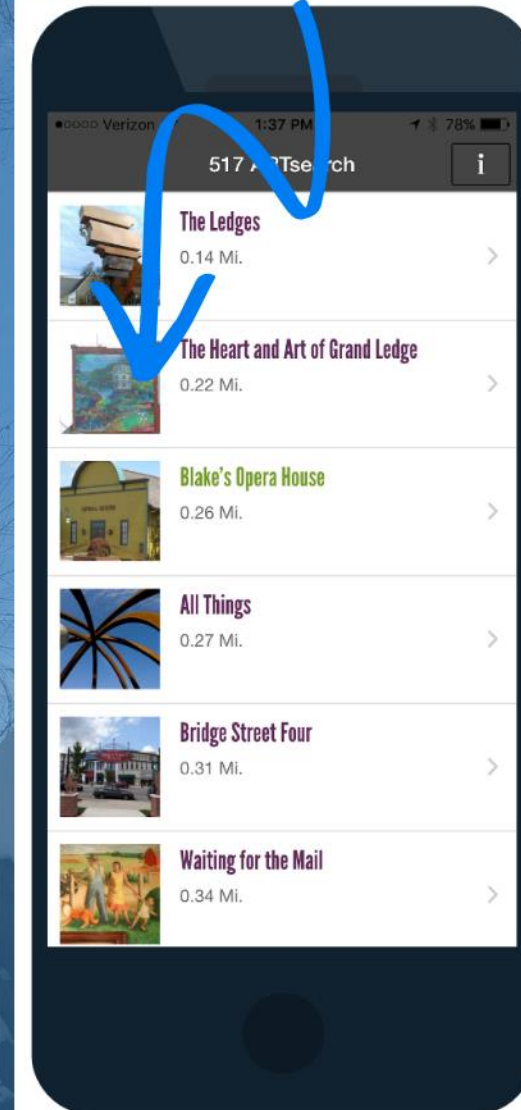 Verizon 1:37 PM 78%
517 ARTsearch i
The Ledges
0.14 Mi.
The Heart and Art of Grand Ledge
0.22 Mi.
Blake's Opera House
0.26 Mi.
All Things
0.27 Mi.
Bridge Street Four
0.31 Mi.
Waiting for the Mail
0.34 Mi.